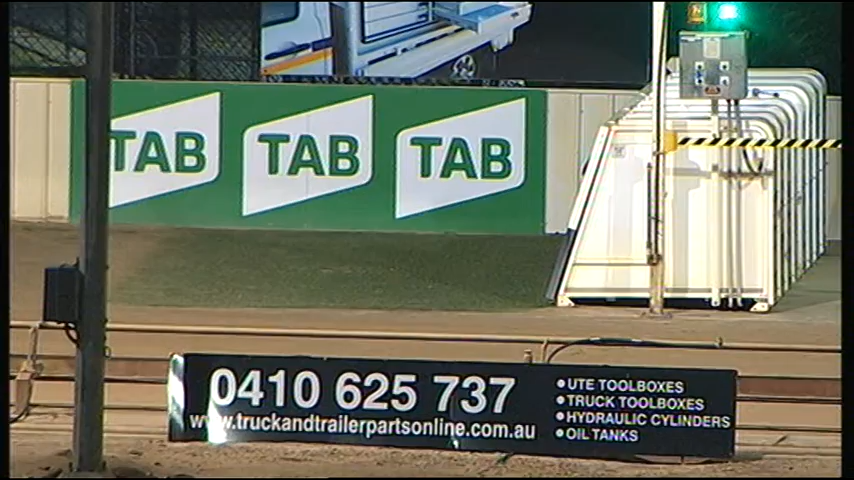 TAB TAB TAB
0410 625 737
www.truckandtrailerpartsonline.com.au
UTE TOOLBOXES
TRUCK TOOLBOXES
HYDRAULIC CYLINDERS
OIL TANKS